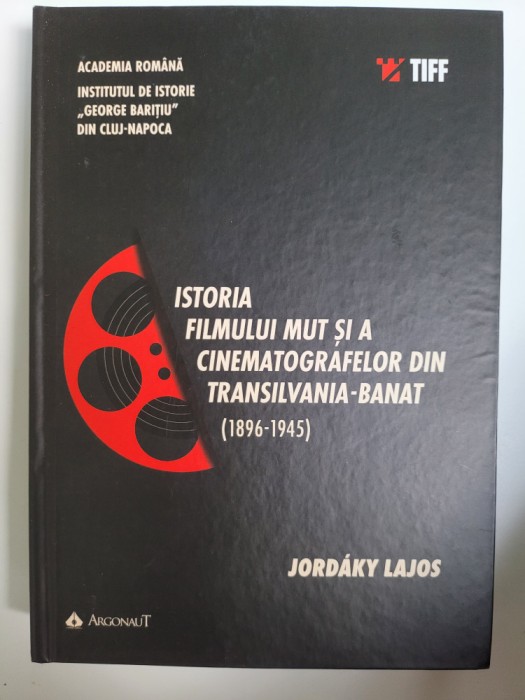 ACADEMIA ROMÂNĂ
TIFF
INSTITUTUL DE ISTORIE
„GEORGE BARIȚIU”
DIN CLUJ-NAPOCA
ISTORIA
FILMULUI MUT ȘI A
CINEMATOGRAFELOR DIN
TRANSILVANIA-BANAT
(1896-1945)
JORDÁKY LAJOS
ARGONAUT